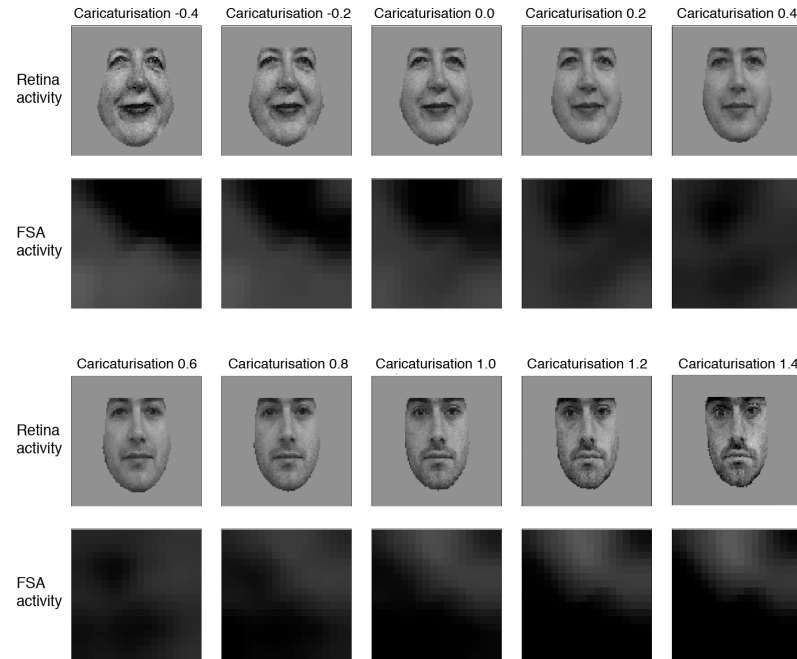 Caricaturisation -0.4 Caricaturisation -0.2 Caricaturisation 0.0 Caricaturisation 0.2 Caricaturisation 0.4
Retina
activity
FSA
activity
Caricaturisation 0.6 Caricaturisation 0.8 Caricaturisation 1.0 Caricaturisation 1.2 Caricaturisation 1.4
Retina
activity
FSA
activity